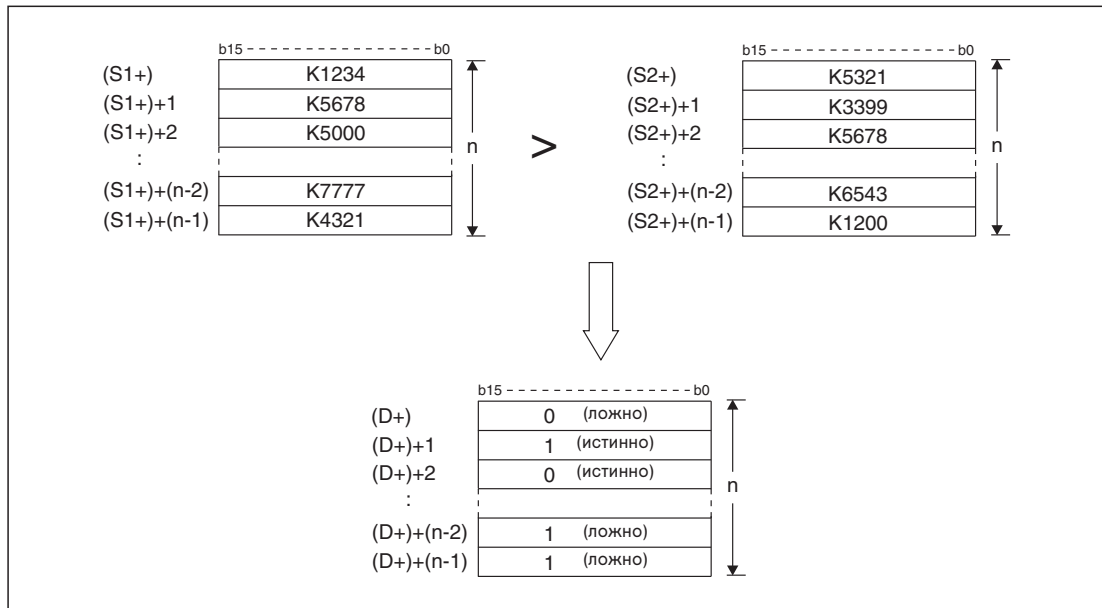 b15 - - - - - - - - - - - - - - - b0
(S1+) K1234
(S1+)+1 K5678
(S1+)+2 K5000
:
(S1+)+(n-2) K7777
(S1+)+(n-1) K4321
n
>
b15 - - - - - - - - - - - - - - - b0
(S2+) K5321
(S2+)+1 K3399
(S2+)+2 K5678
:
(S2+)+(n-2) K6543
(S2+)+(n-1) K1200
n
b15 - - - - - - - - - - - - - - - b0
(D+) 0 (ложно)
(D+)+1 1 (истинно)
(D+)+2 0 (истинно)
:
(D+)+(n-2) 1 (ложно)
(D+)+(n-1) 1 (ложно)
n